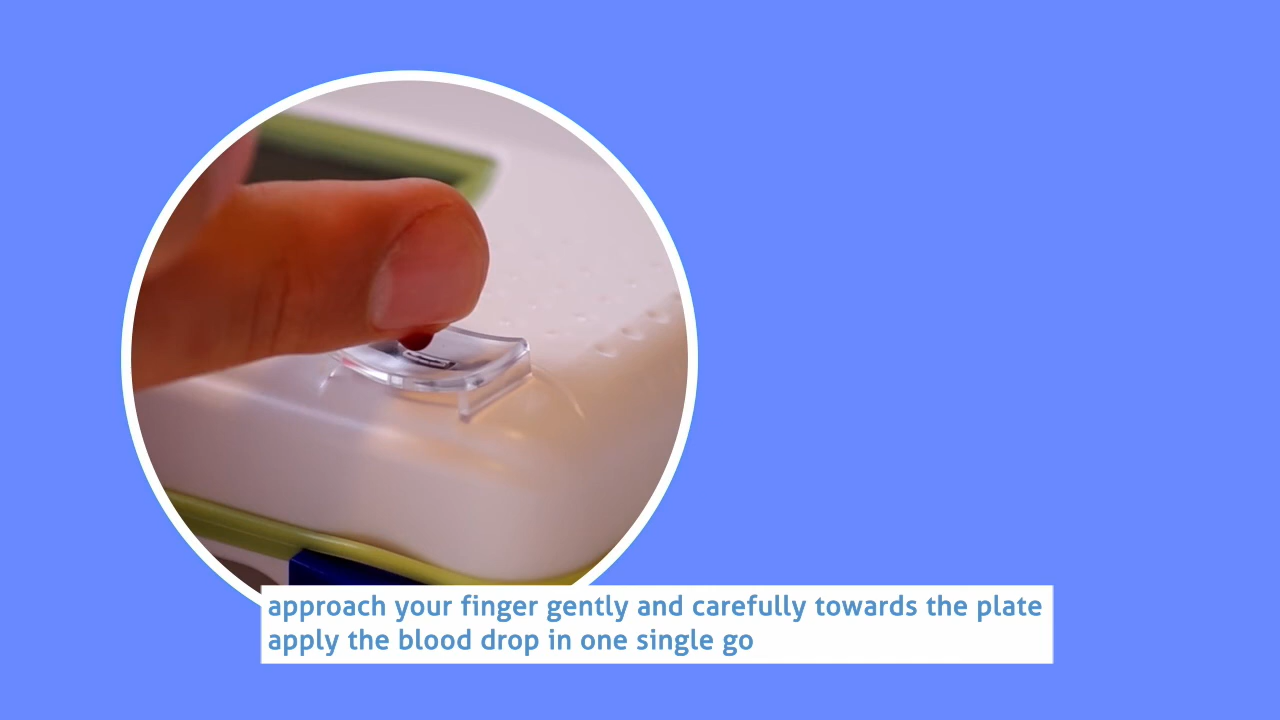 approach your finger gently and carefully towards the plate
apply the blood drop in one single go